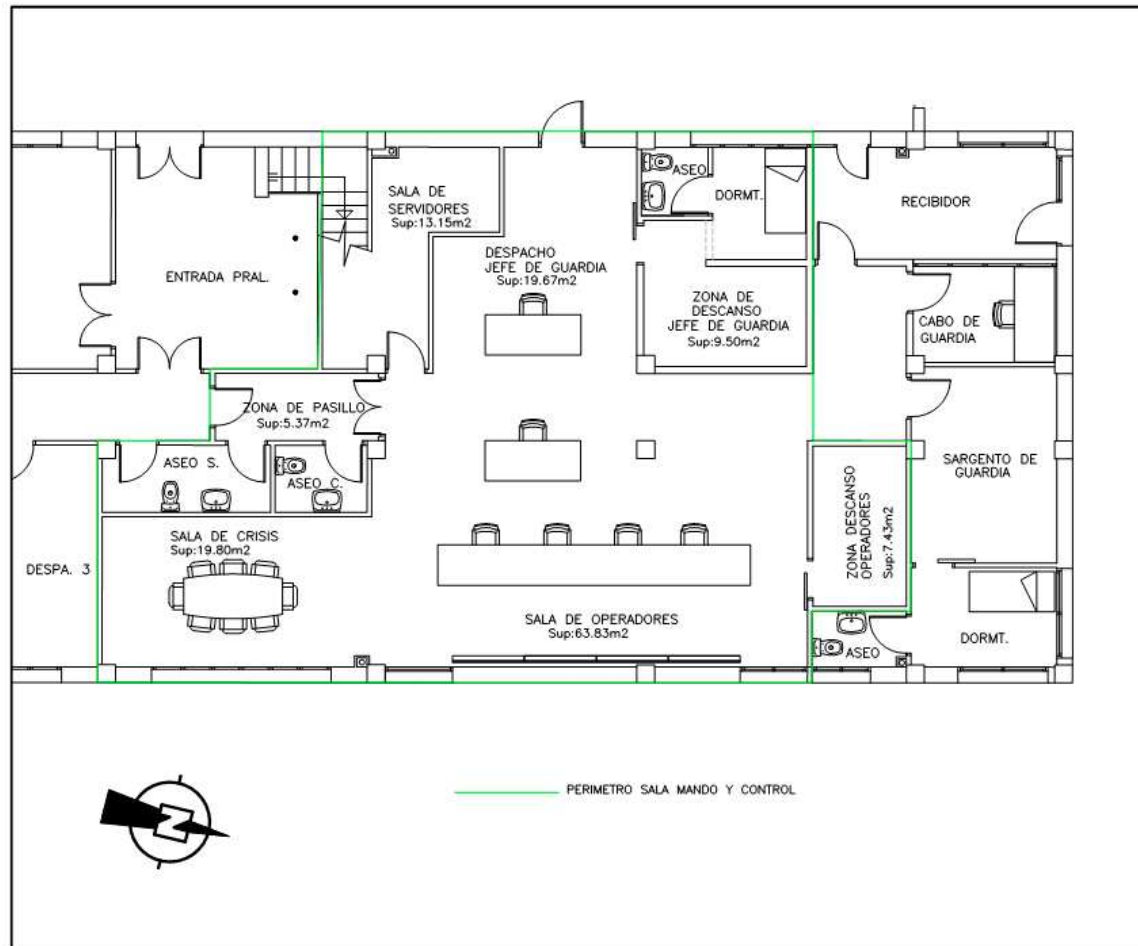 ASEO
DORMT.
SALA DE
SERVIDORES
Sup:13.15m2
RECIBIDOR
DESPACHO
JEFE DE GUARDIA
Sup:19.67m2
ENTRADA PRAL.
ZONA DE
DESCANSO
JEFE DE GUARDIA
Sup:9.50m2
CABO DE
GUARDIA
ZONA DE PASILLO
Sup:5.37m2
ASEO S.
ASEO C.
SARGENTO DE
GUARDIA
ZONA DESCANSO
OPERADORES
Sup:7.43m2
SALA DE CRISIS
Sup:19.80m2
DESPA. 3
SALA DE OPERADORES
Sup:63.83m2
DORMT.
ASEO
PERIMETRO SALA MANDO Y CONTROL
N